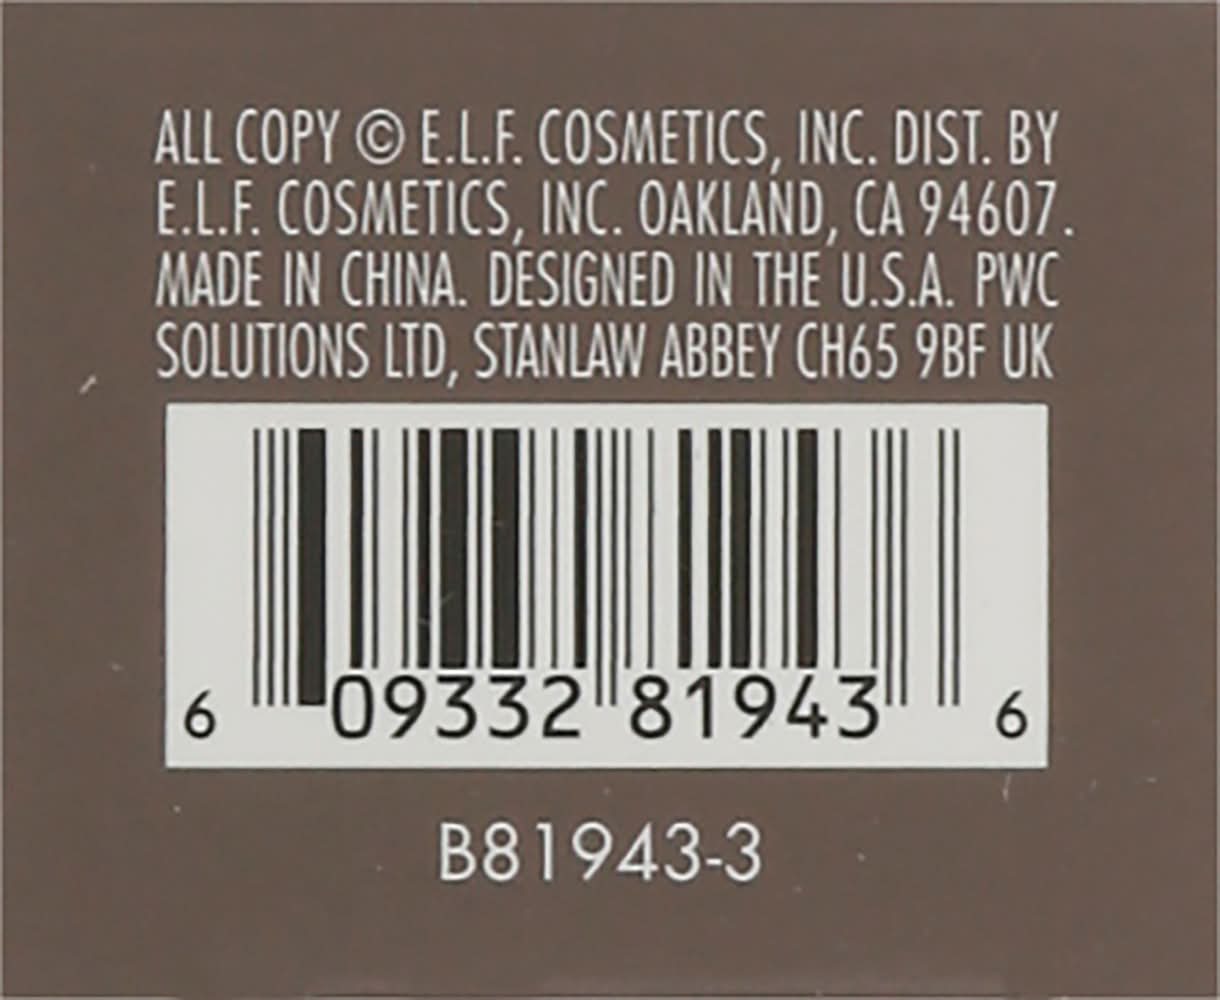 ALL COPY © E.L.F. COSMETICS, INC. DIST. BY
E.L.F. COSMETICS, INC. OAKLAND, CA 94607.
MADE IN CHINA. DESIGNED IN THE U.S.A. PWC
SOLUTIONS LTD, STANLAW ABBEY CH65 9BF UK
6 09332 81943 6
B81943-3